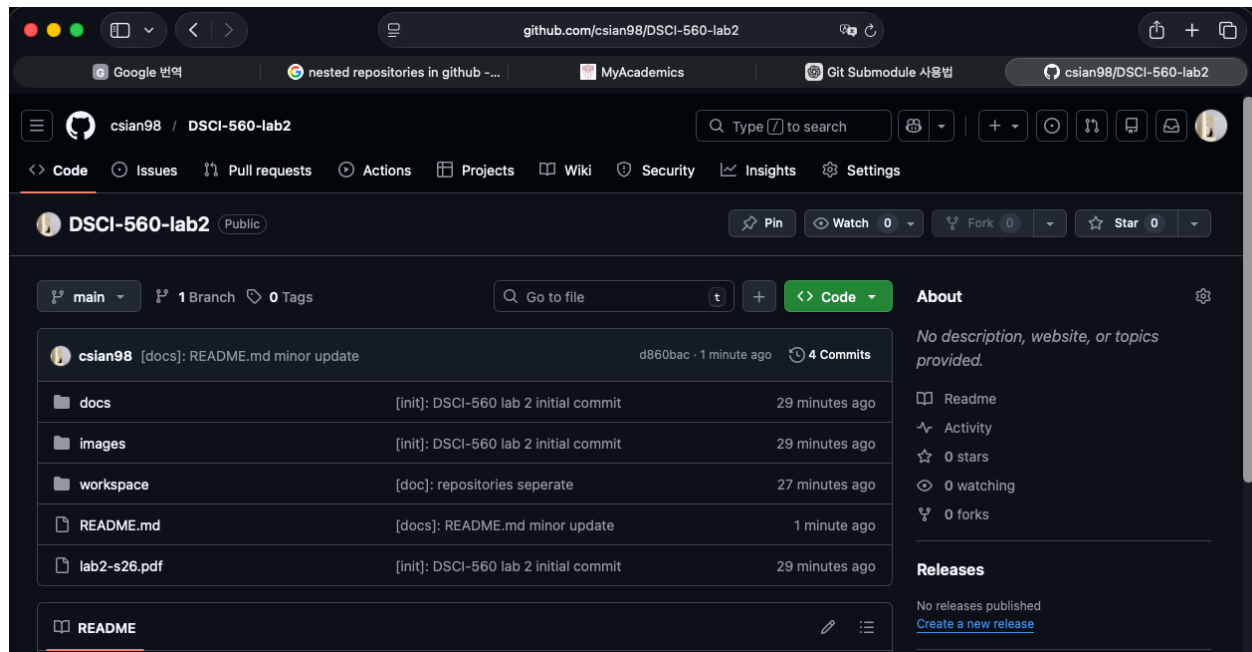 github.com/csian98/DSCI-560-lab2
G Google 번역
G nested repositories in github -...
MyAcademics
Git Submodule 사용법
csian98/DSCI-560-lab2
csian98 / DSCI-560-lab2
Type / to search
<> Code
Issues
Pull requests
Actions
Projects
Wiki
Security
Insights
Settings
DSCI-560-lab2 Public
Pin
Watch 0
Fork 0
Star 0
main
1 Branch
0 Tags
Go to file t
<> Code
csian98 [docs]: README.md minor update d860bac · 1 minute ago 4 Commits
docs [init]: DSCI-560 lab 2 initial commit 29 minutes ago
images [init]: DSCI-560 lab 2 initial commit 29 minutes ago
workspace [doc]: repositories seperate 27 minutes ago
README.md [docs]: README.md minor update 1 minute ago
lab2-s26.pdf [init]: DSCI-560 lab 2 initial commit 29 minutes ago
README
About
No description, website, or topics
provided.
Readme
Activity
0 stars
0 watching
0 forks
Releases
No releases published
Create a new release